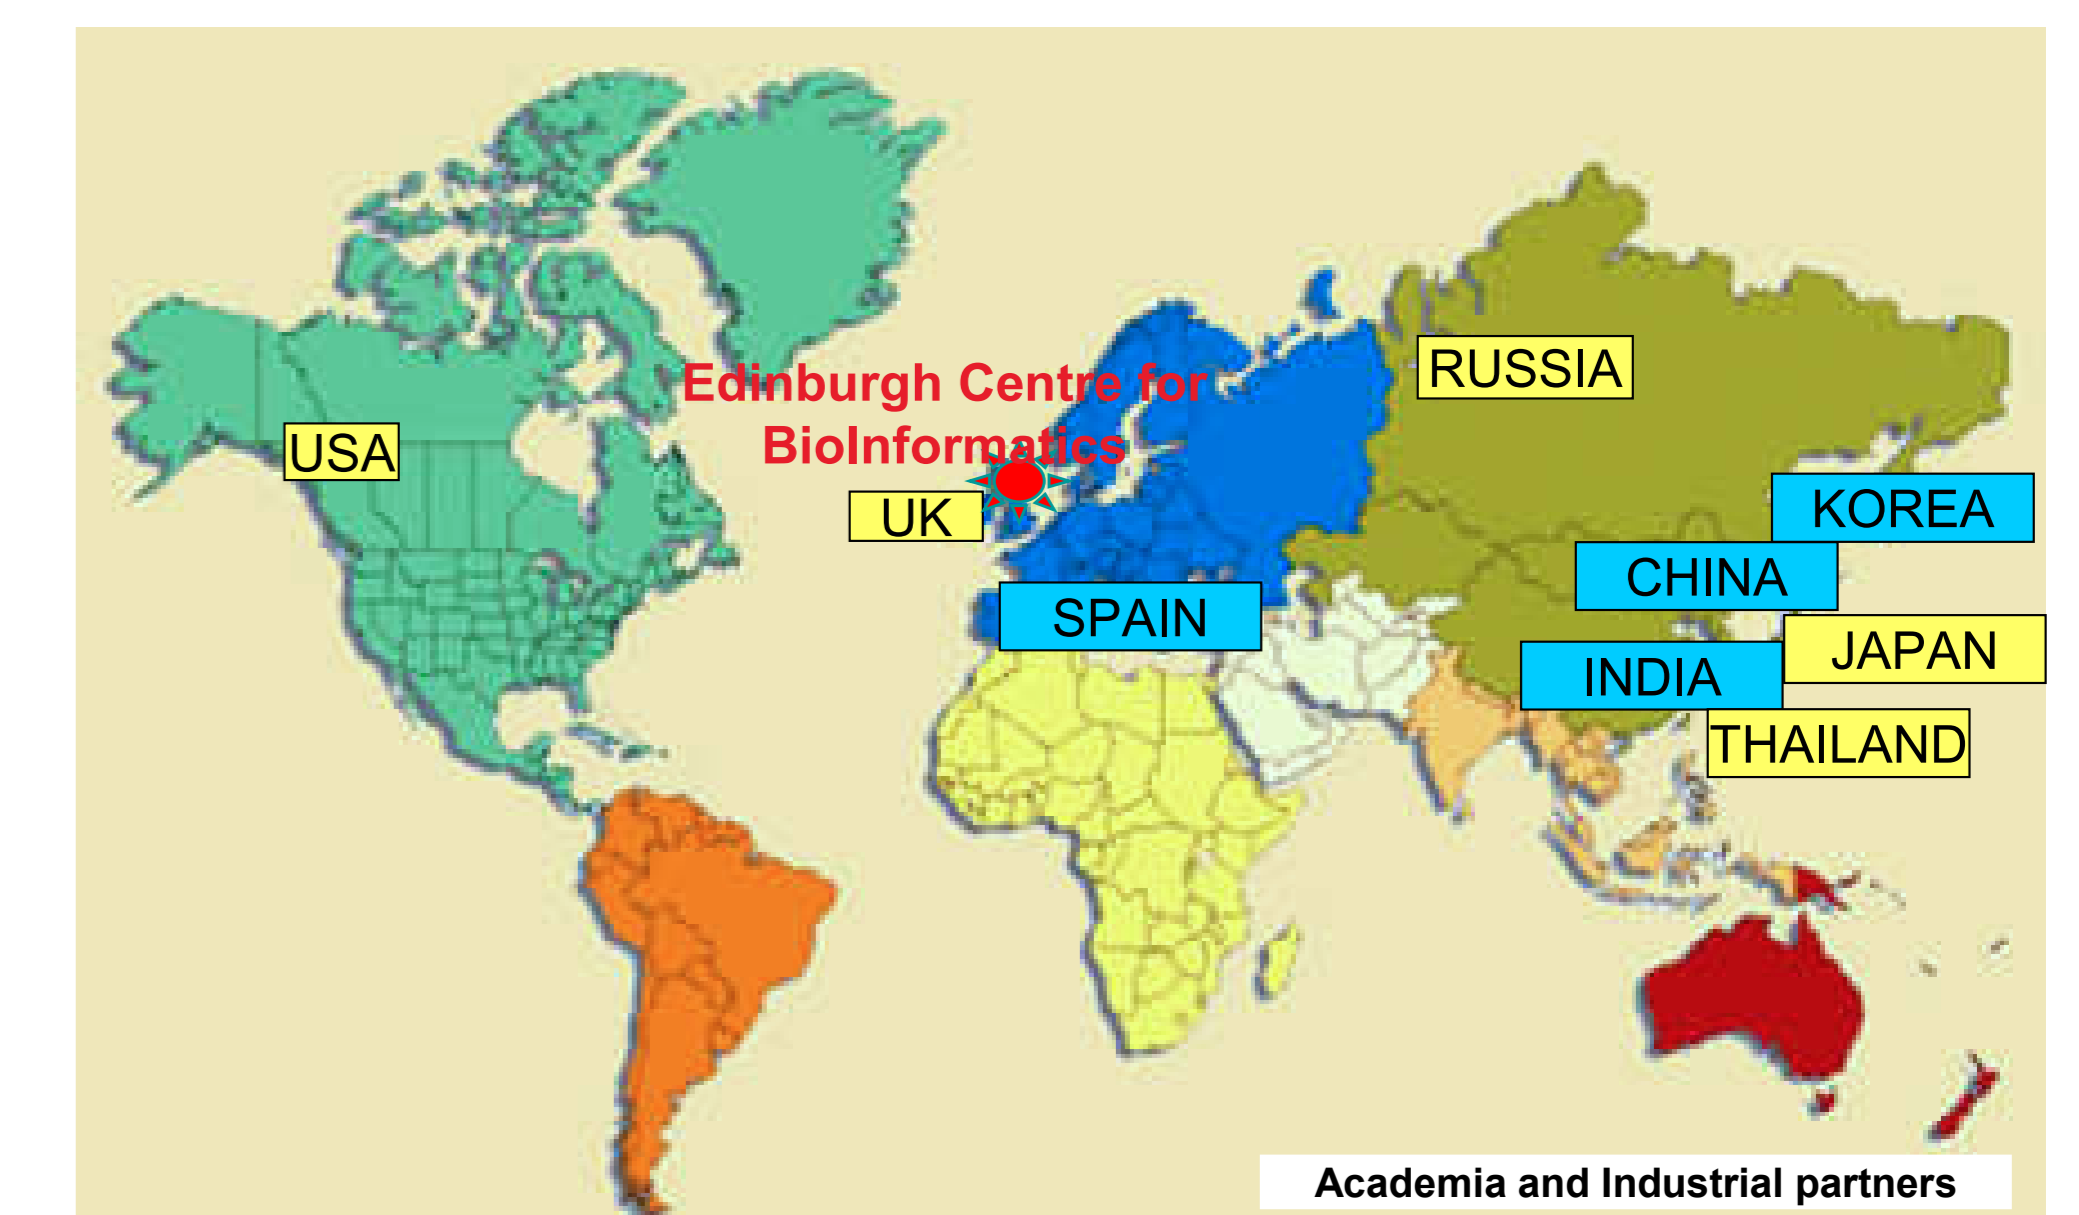 Edinburgh Centre for
BioInformatics
RUSSIA
USA
UK
KOREA
CHINA
SPAIN
JAPAN
INDIA
THAILAND
Academia and Industrial partners